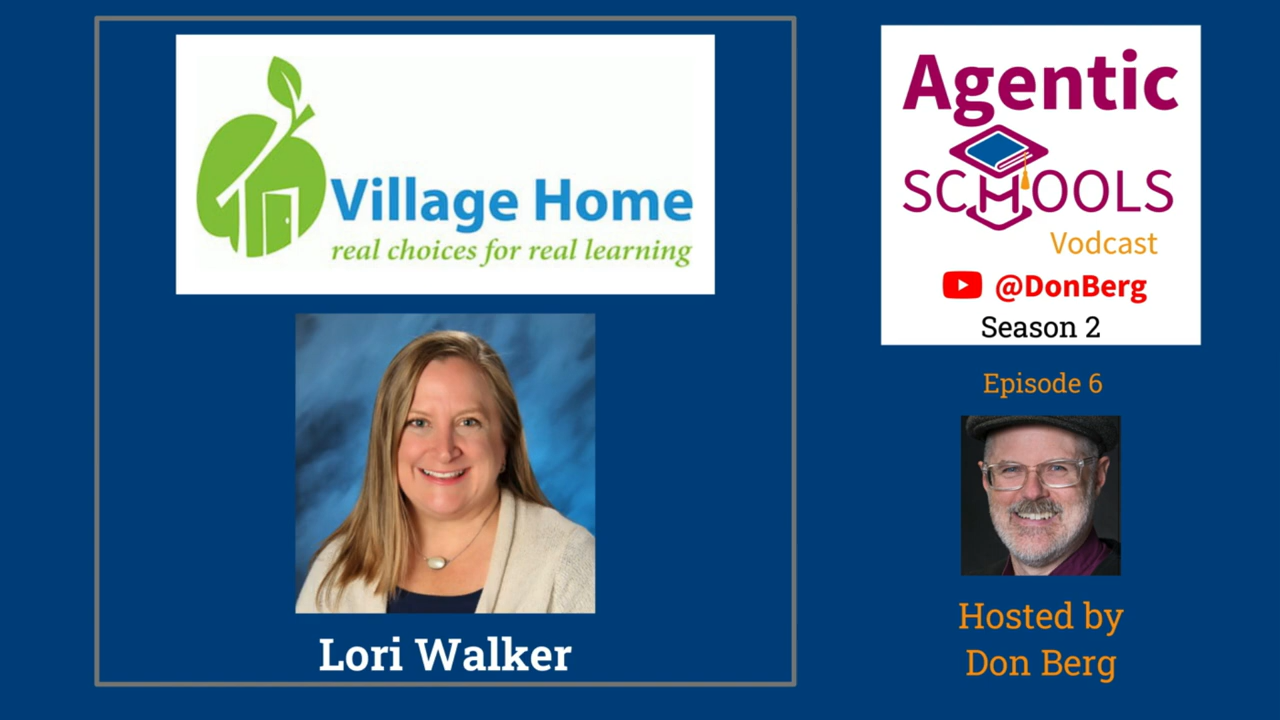 Village Home
real choices for real learning
Lori Walker
Agentic
SCHOOLS
Vodcast
@DonBerg
Season 2
Episode 6
Hosted by
Don Berg